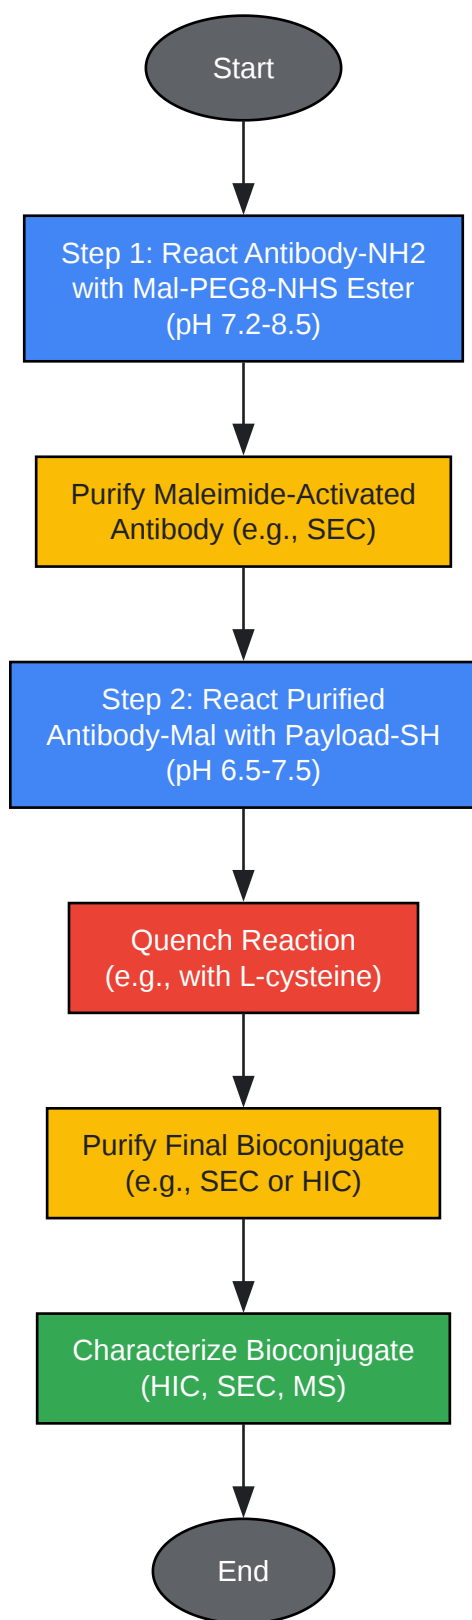 Start
Step 1: React Antibody-NH2
with Mal-PEG8-NHS Ester
(pH 7.2-8.5)
Purify Maleimide-Activated
Antibody (e.g., SEC)
Step 2: React Purified
Antibody-Mal with Payload-SH
(pH 6.5-7.5)
Quench Reaction
(e.g., with L-cysteine)
Purify Final Bioconjugate
(e.g., SEC or HIC)
Characterize Bioconjugate
(HIC, SEC, MS)
End